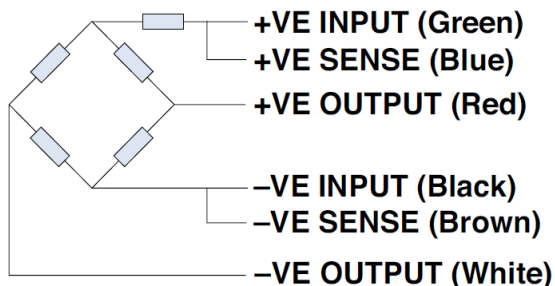 +VE INPUT (Green)
+VE SENSE (Blue)
+VE OUTPUT (Red)
–VE INPUT (Black)
–VE SENSE (Brown)
–VE OUTPUT (White)